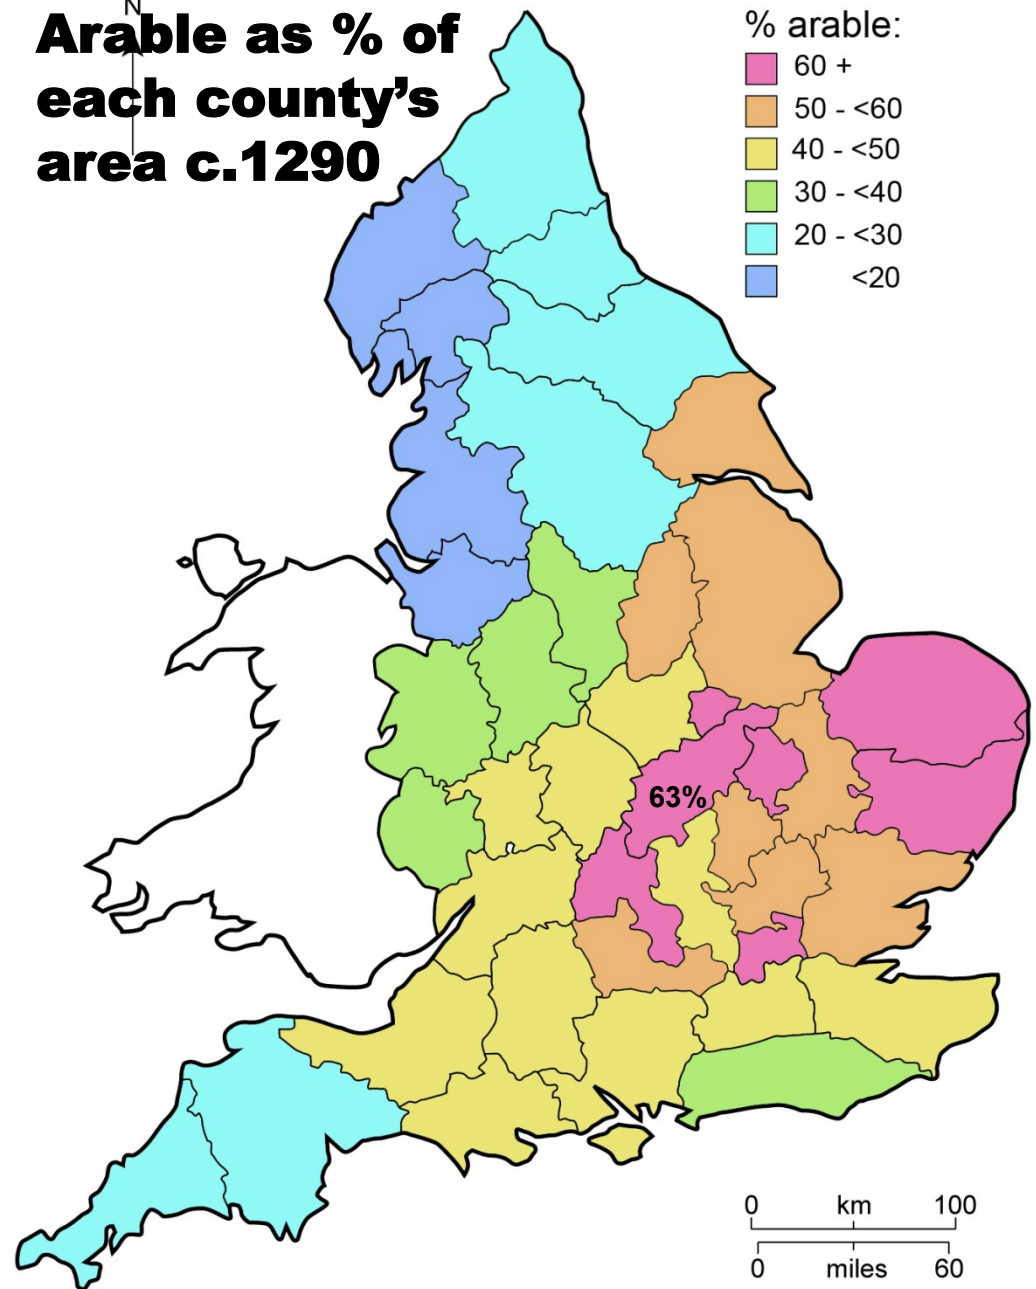 N
Arable as % of
each county’s
area c.1290
% arable:
60 +
50 - <60
40 - <50
30 - <40
20 - <30
<20
63%
0 km 100
0 miles 60